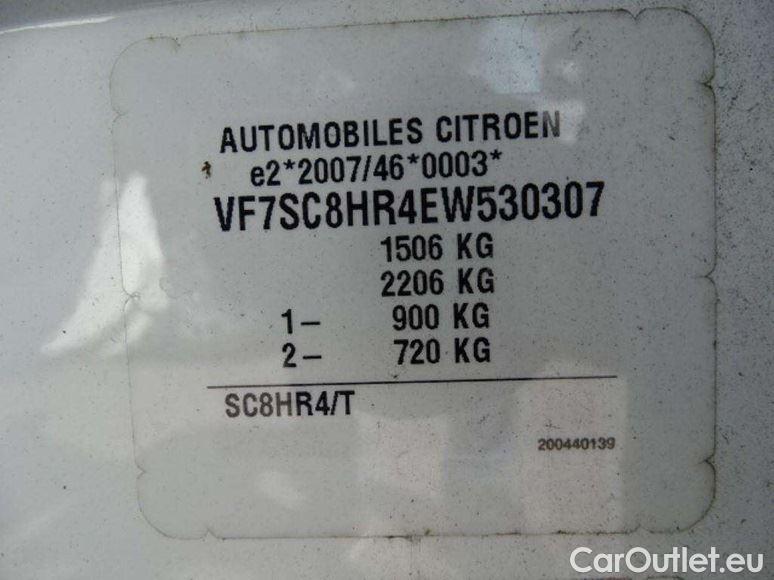 AUTOMOBILES CITROEN
e2*2007/46*0003*
VF7SC8HR4EW530307
1506 KG
2206 KG
1– 900 KG
2– 720 KG
SC8HR4/T
200440139
CarOutlet.eu